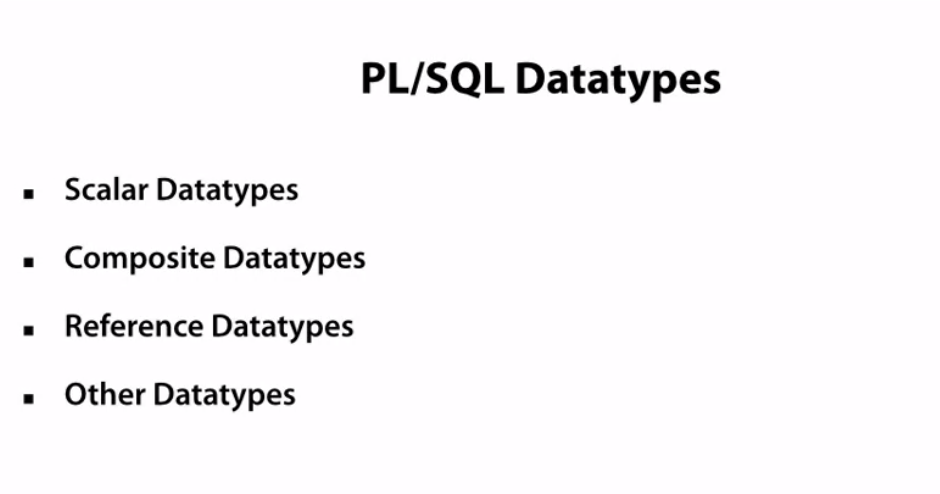 PL/SQL Datatypes
▪ Scalar Datatypes
▪ Composite Datatypes
▪ Reference Datatypes
▪ Other Datatypes